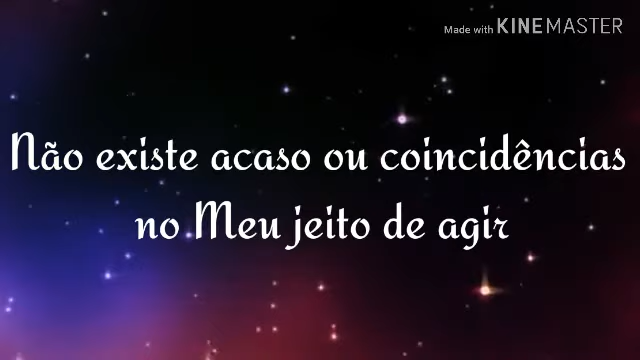 Made with KINEMASTER
Não existe acaso ou coincidências
no Meu jeito de agir